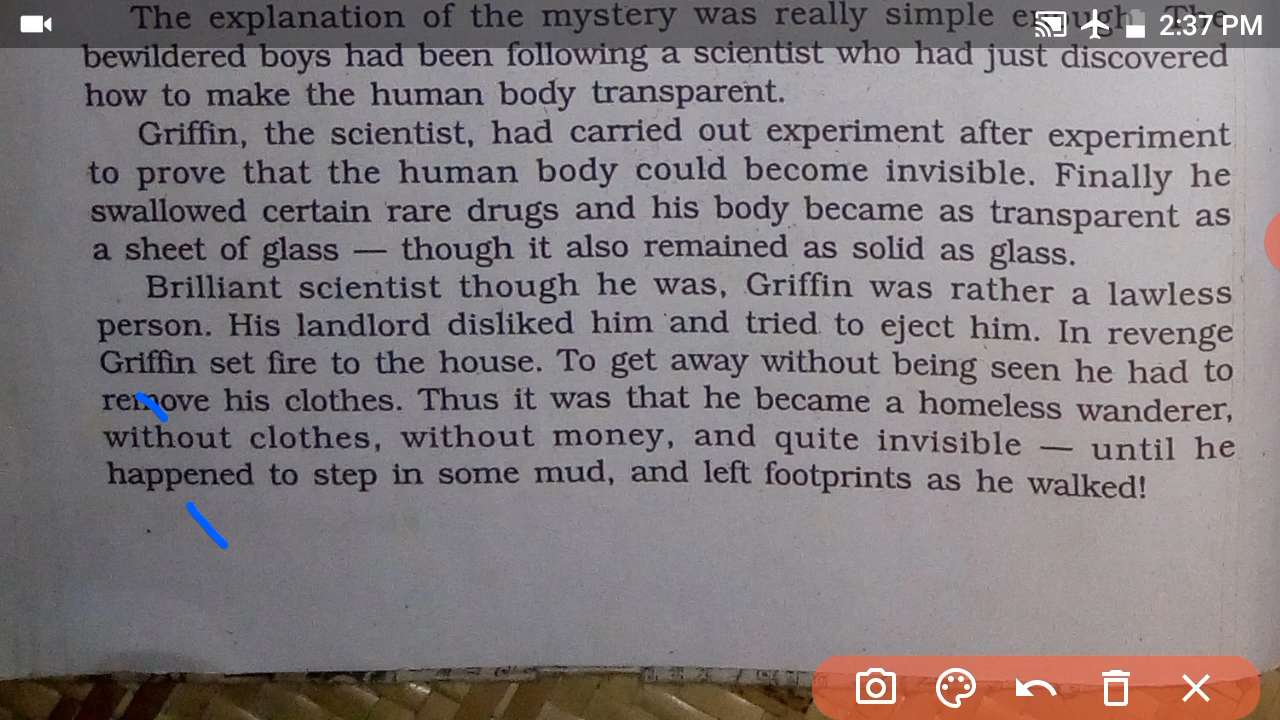 2:37 PM
The explanation of the mystery was really simple enough. The
bewildered boys had been following a scientist who had just discovered
how to make the human body transparent.
Griffin, the scientist, had carried out experiment after experiment
to prove that the human body could become invisible. Finally he
swallowed certain rare drugs and his body became as transparent as
a sheet of glass — though it also remained as solid as glass.
Brilliant scientist though he was, Griffin was rather a lawless
person. His landlord disliked him and tried to eject him. In revenge
Griffin set fire to the house. To get away without being seen he had to
remove his clothes. Thus it was that he became a homeless wanderer,
without clothes, without money, and quite invisible — until he
happened to step in some mud, and left footprints as he walked!